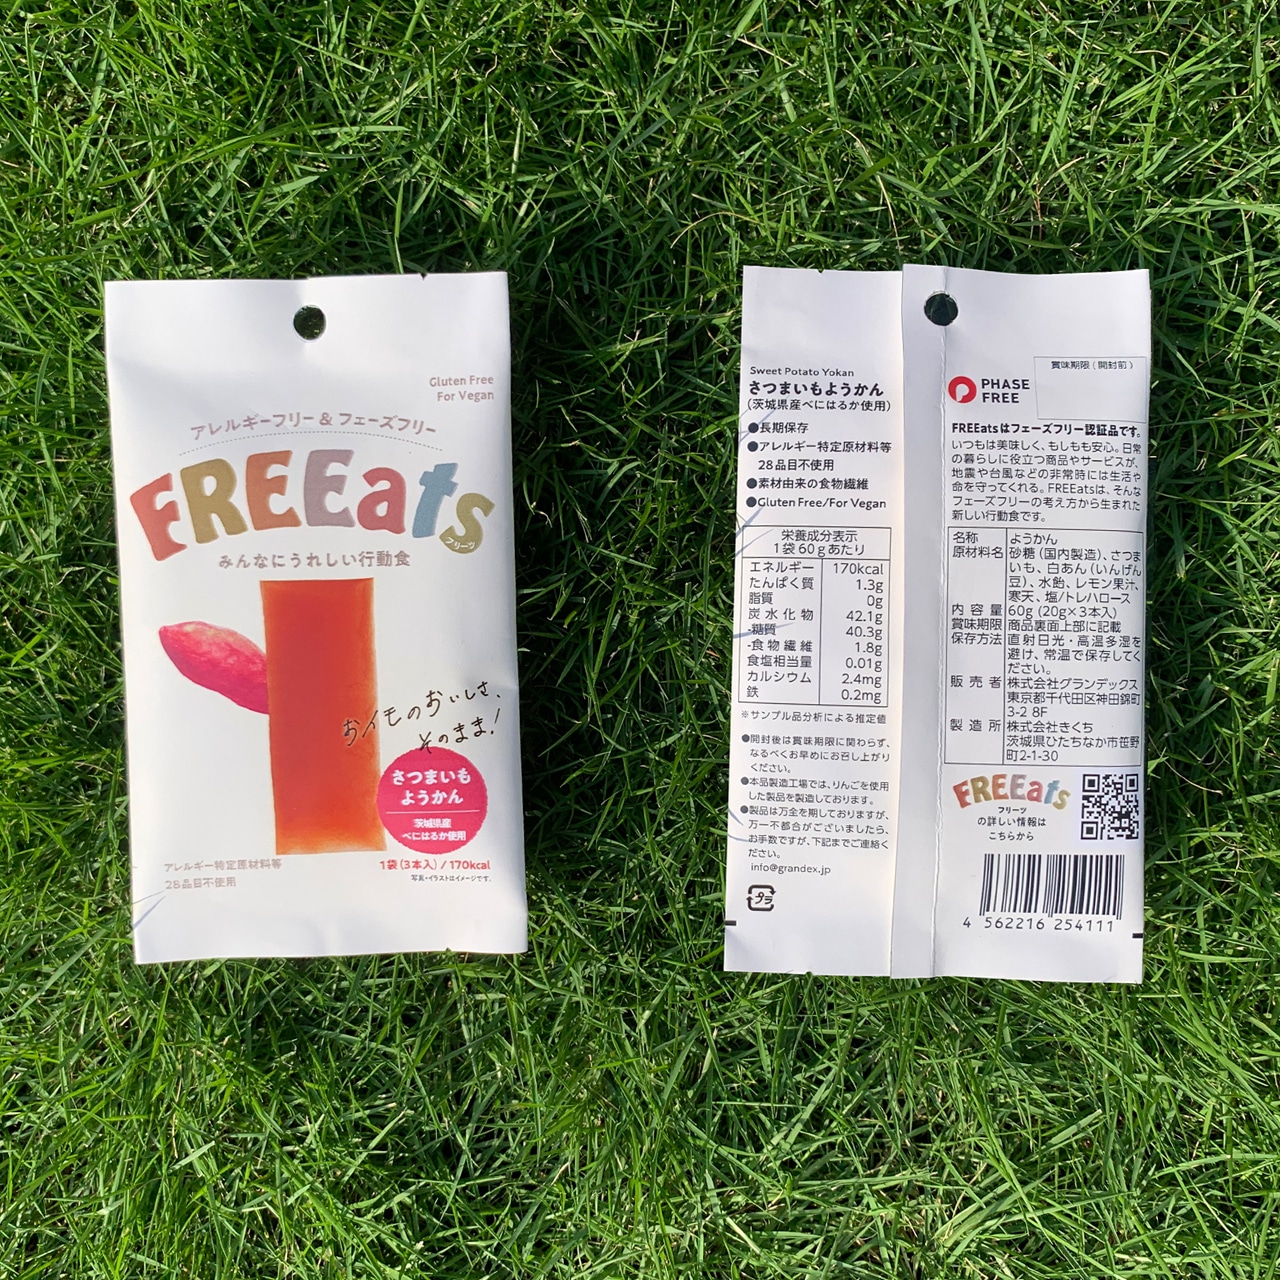 Gluten Free
For Vegan
アレルギーフリー & フェーズフリー
FREEats
フリーツ
みんなにうれしい行動食
おイモのおいしさ、
そのまま!
さつまいも
ようかん
茨城県産
べにはるか使用
アレルギー特定原材料等
28品目不使用
1袋(3本入) / 170kcal
写真・イラストはイメージです。
Sweet Potato Yokan
さつまいもようかん
(茨城県産べにはるか使用)
●長期保存
●アレルギー特定原材料等
28品目不使用
●素材由来の食物繊維
●Gluten Free/For Vegan
栄養成分表示
1袋60gあたり
エネルギー 170kcal
たんぱく質 1.3g
脂質 0g
炭水化物 42.1g
-糖質 40.3g
-食物繊維 1.8g
食塩相当量 0.01g
カルシウム 2.4mg
鉄 0.2mg
※サンプル品分析による推定値
●開封後は賞味期限に関わらず、
なるべくお早めにお召し上がり
ください。
●本品製造工場では、りんごを使用
した製品を製造しております。
●製品は万全を期しておりますが、
万一不都合がございましたら、
お手数ですが、下記までご連絡く
ださい。
info@grandex.jp
プラ
賞味期限(開封前)
PHASE
FREE
FREEatsはフェーズフリー認証品です。
いつもは美味しく、もしもも安心。日常
の暮らしに役立つ商品やサービスが、
地震や台風などの非常時には生活や
命を守ってくれる。FREEatsは、そんな
フェーズフリーの考え方から生まれた
新しい行動食です。
名称 ようかん
原材料名 砂糖(国内製造)、さつま
いも、白あん(いんげん
豆)、水飴、レモン果汁、
寒天、塩/トレハロース
内容量 60g(20g×3本入)
賞味期限 商品裏面上部に記載
保存方法 直射日光・高温多湿を
避け、常温で保存してく
ださい。
販売者 株式会社グランデックス
東京都千代田区神田錦町
3-2 8F
製造所 株式会社きくち
茨城県ひたちなか市笹野
町2-1-30
FREEats
フリーツ
の詳しい情報は
こちらから
4 562216 254111